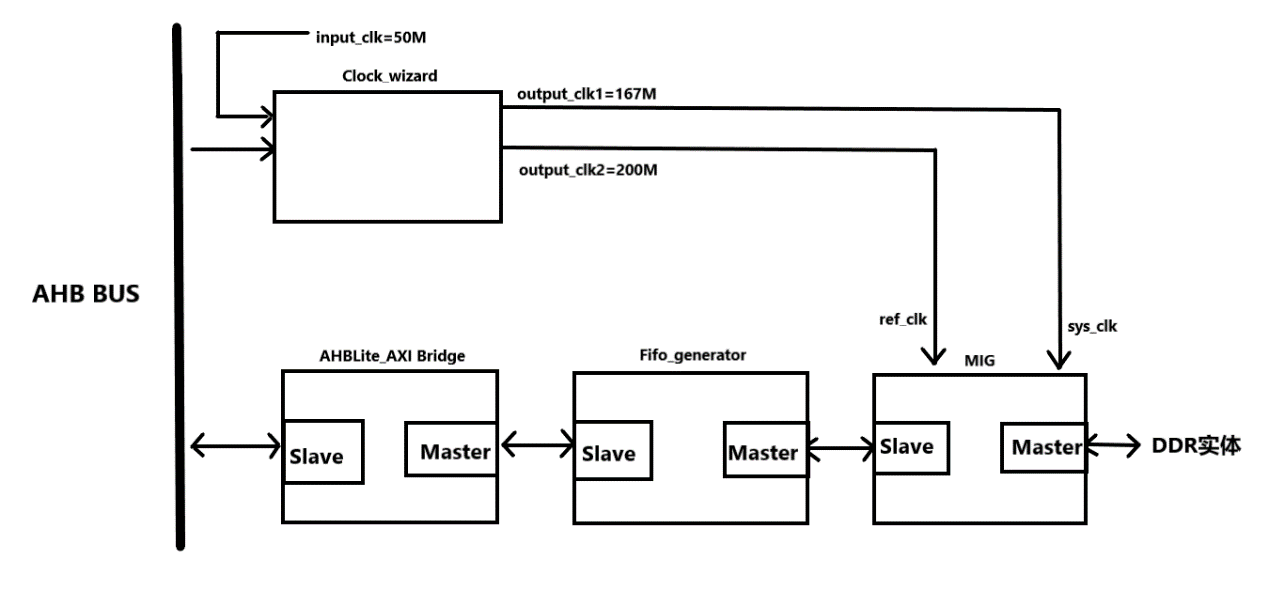 input_clk=50M
Clock_wizard
output_clk1=167M
output_clk2=200M
AHB BUS
ref_clk
sys_clk
AHBLite_AXI Bridge
Fifo_generator
MIG
Slave
Master
Slave
Master
Slave
Master
DDR实体